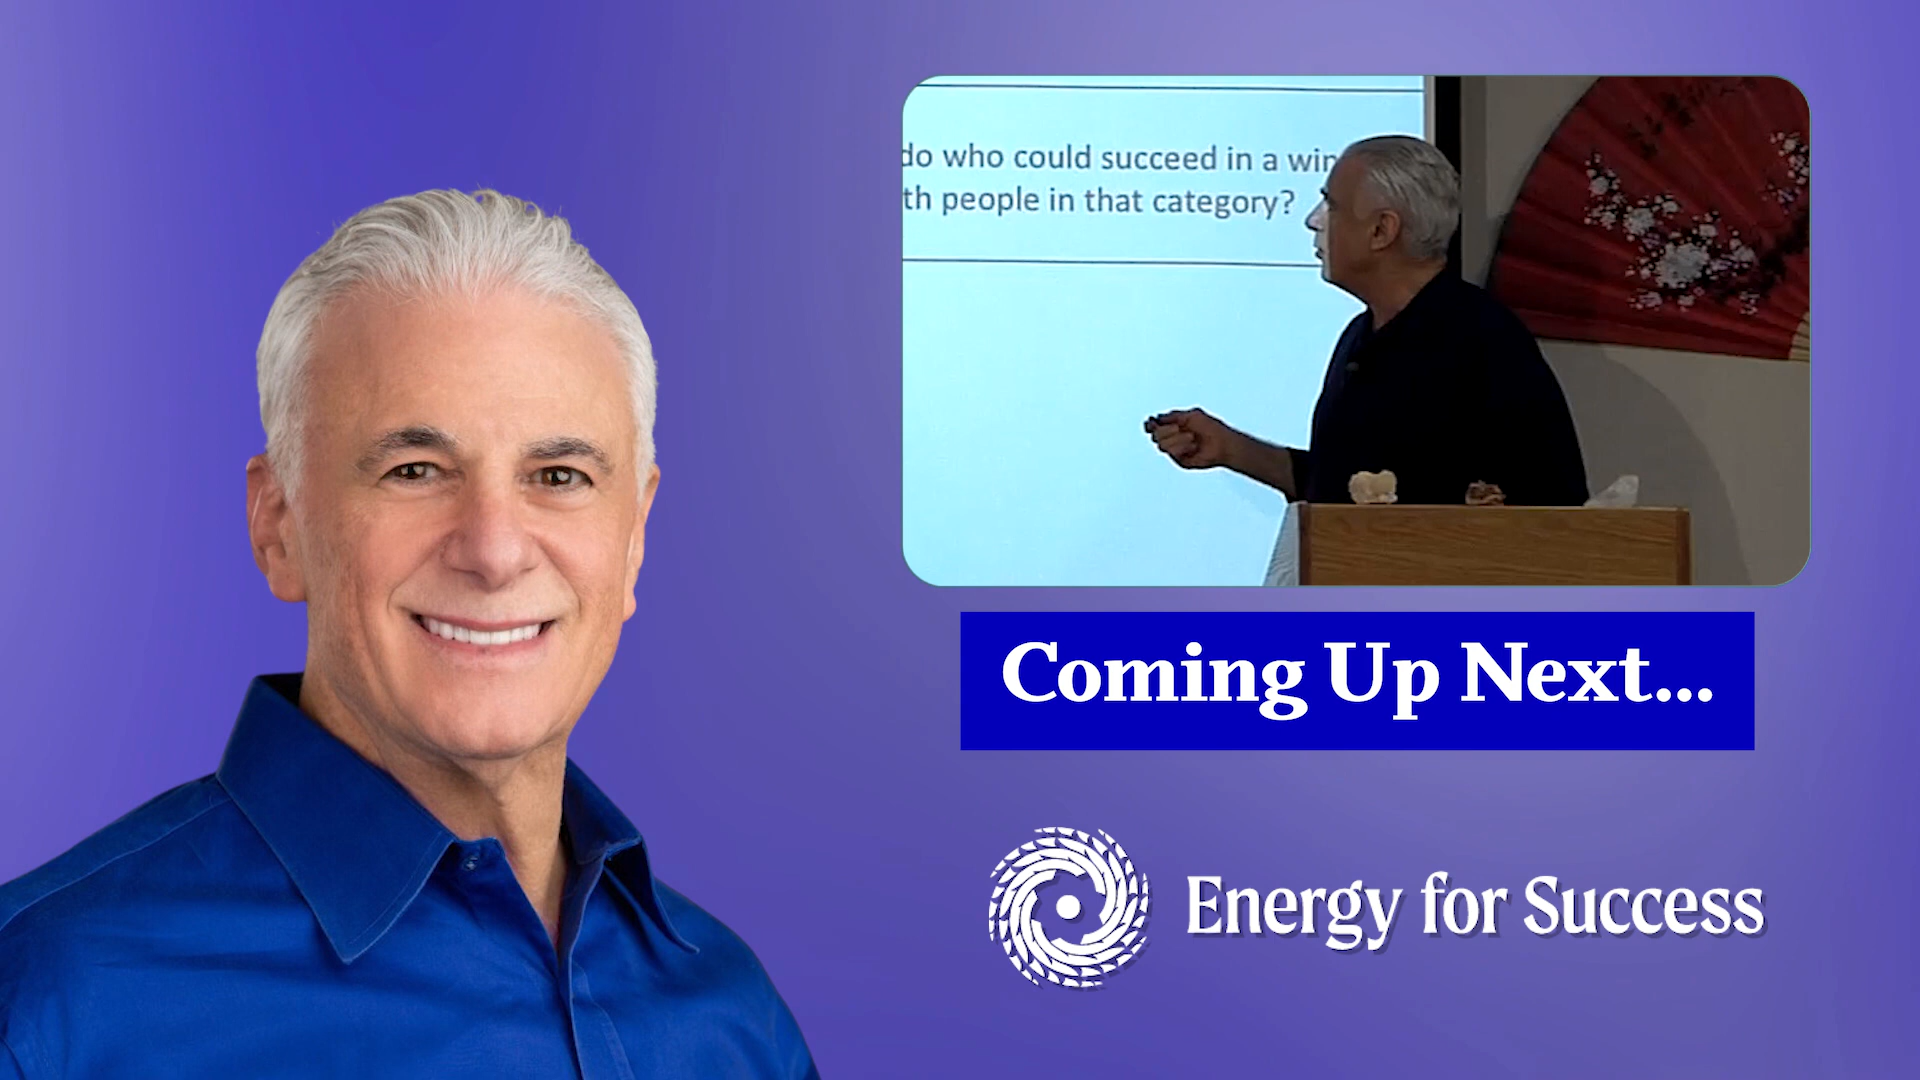 do who could succeed in a win
th people in that category?
Coming Up Next...
Energy for Success